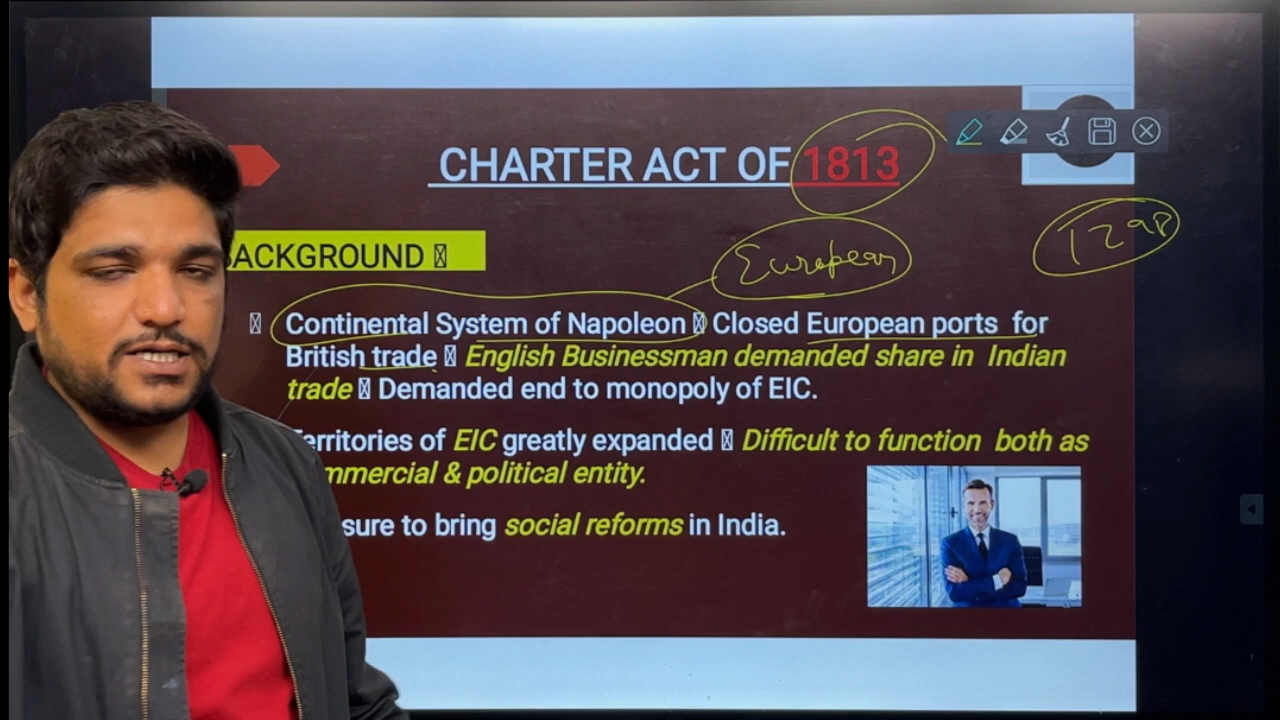 CHARTER ACT OF 1813
ACKGROUND
European
Continental System of Napoleon Closed European ports for
British trade English Businessman demanded share in Indian
trade Demanded end to monopoly of EIC.
Territories of EIC greatly expanded Difficult to function both as
mmercial & political entity.
sure to bring social reforms in India.